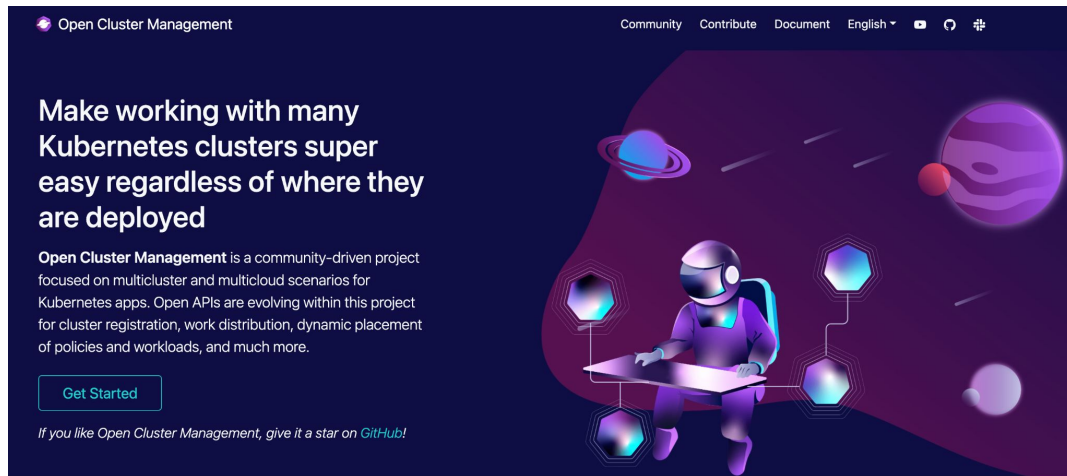 Open Cluster Management
Community Contribute Document English
Make working with many
Kubernetes clusters super
easy regardless of where they
are deployed
Open Cluster Management is a community-driven project
focused on multicluster and multicloud scenarios for
Kubernetes apps. Open APIs are evolving within this project
for cluster registration, work distribution, dynamic placement
of policies and workloads, and much more.
Get Started
If you like Open Cluster Management, give it a star on GitHub!